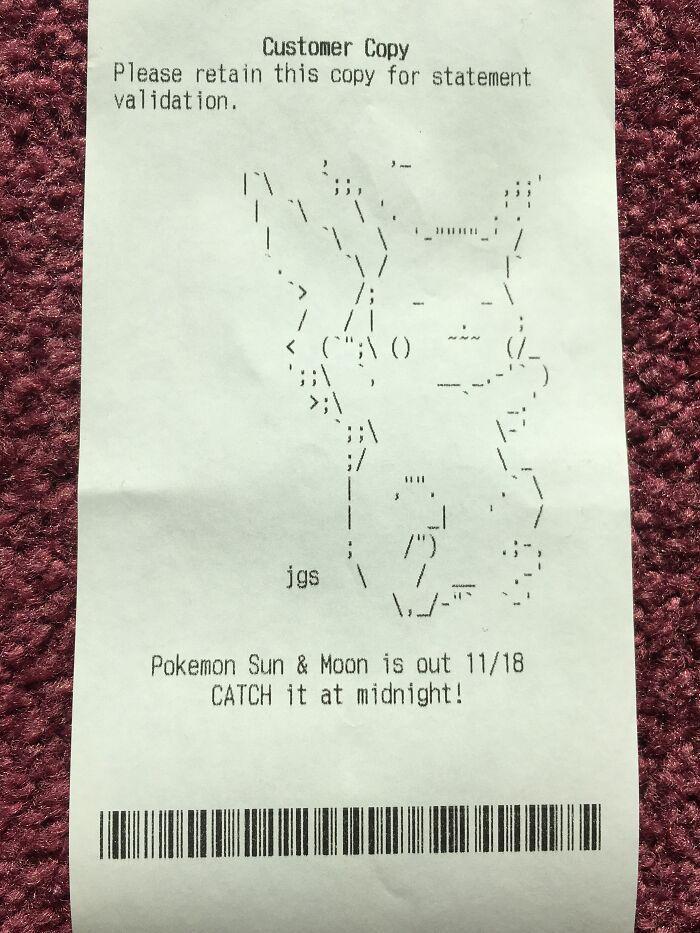 Customer Copy
Please retain this copy for statement
validation.
jgs
Pokemon Sun & Moon is out 11/18
CATCH it at midnight!